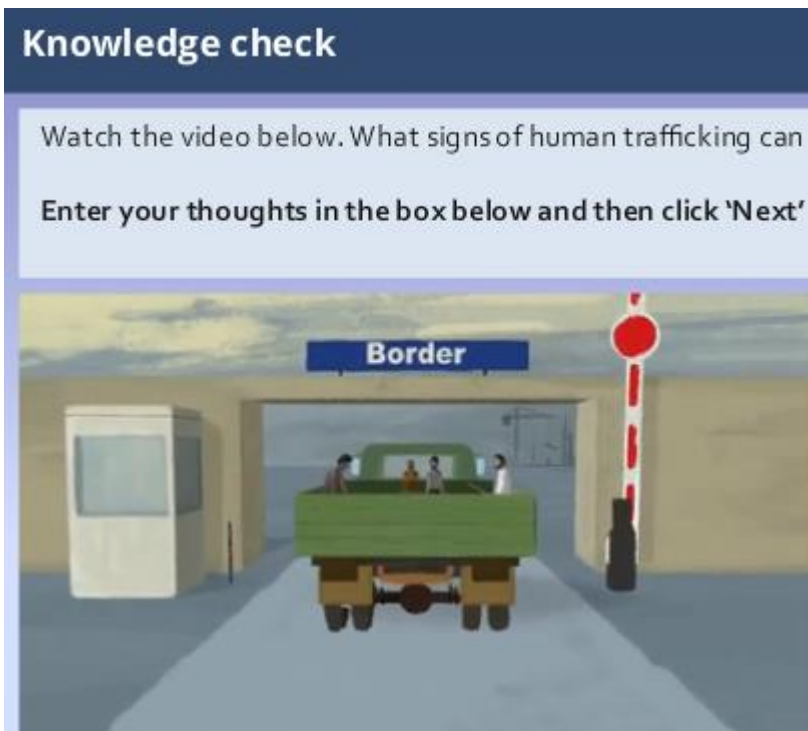 Knowledge check
Watch the video below. What signs of human trafficking can
Enter your thoughts in the box below and then click ‘Next’
Border